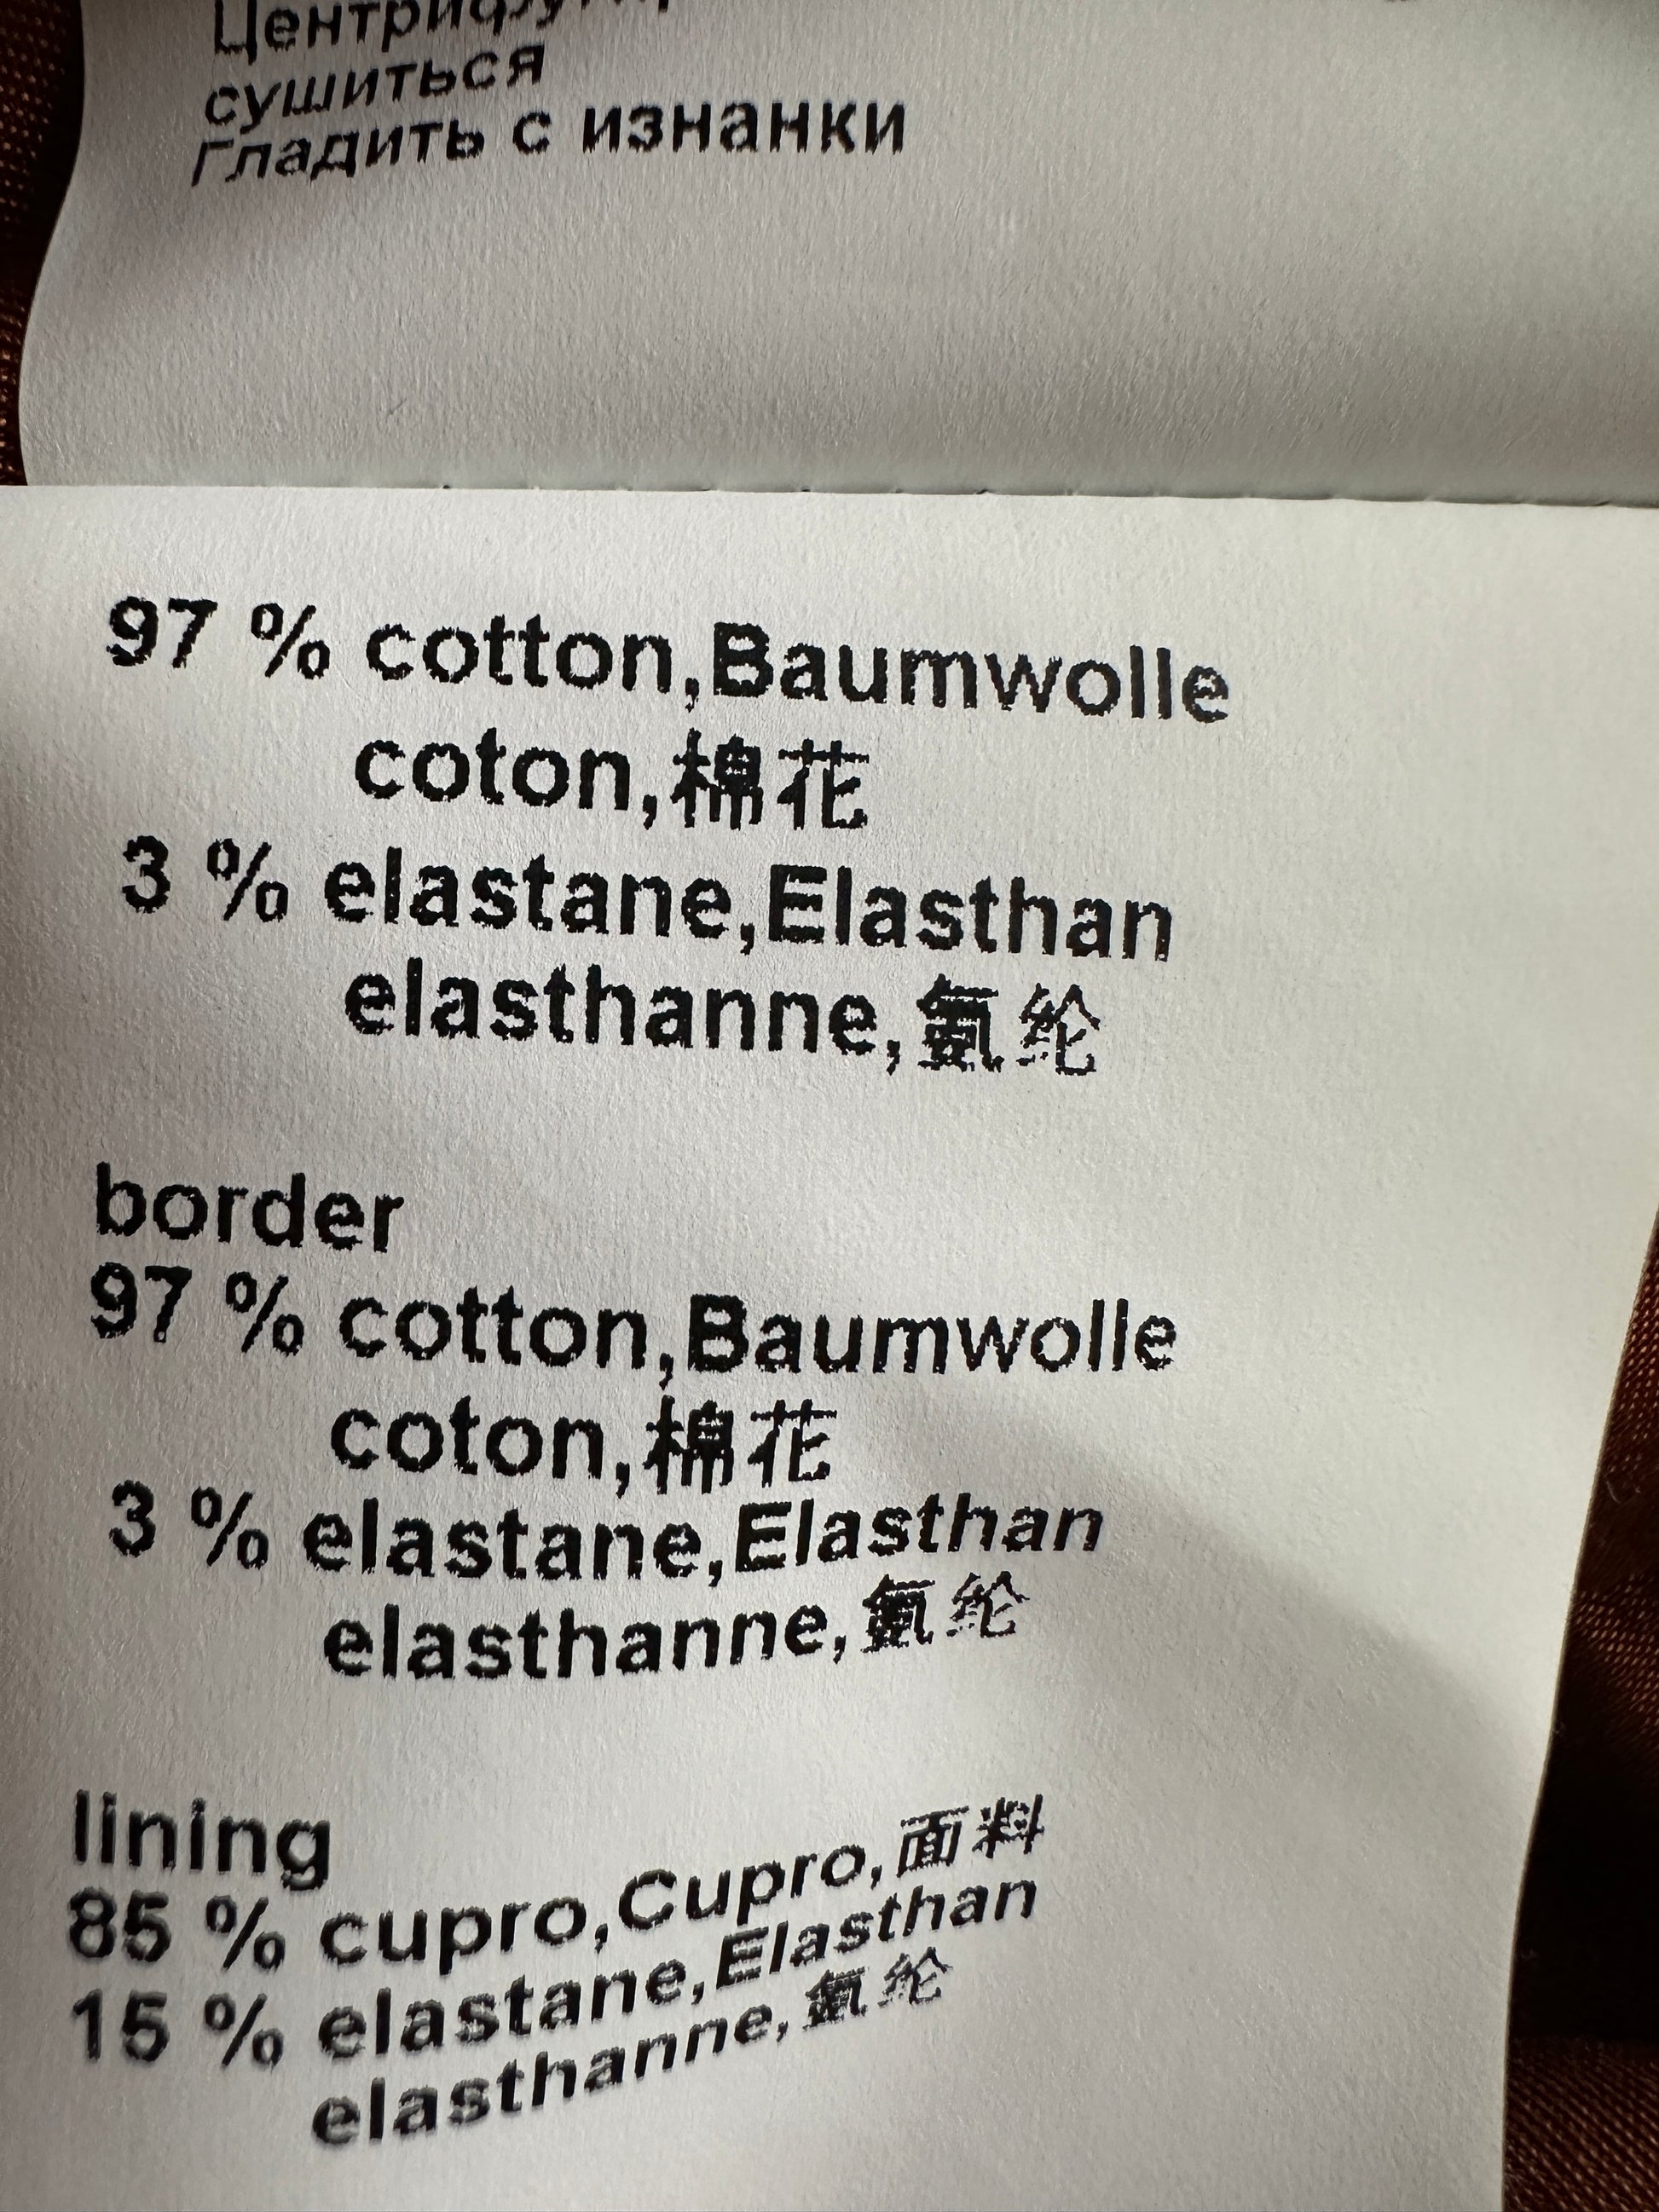 сушиться
Гладить с изнанки
97 % cotton,Baumwolle
coton,棉花
3 % elastane,Elasthan
elasthanne,氨纶
border
97 % cotton,Baumwolle
coton,棉花
3 % elastane,Elasthan
elasthanne,氨纶
lining
85 % cupro,Cupro,面料
15 % elastane,Elasthan
elasthanne,氨纶